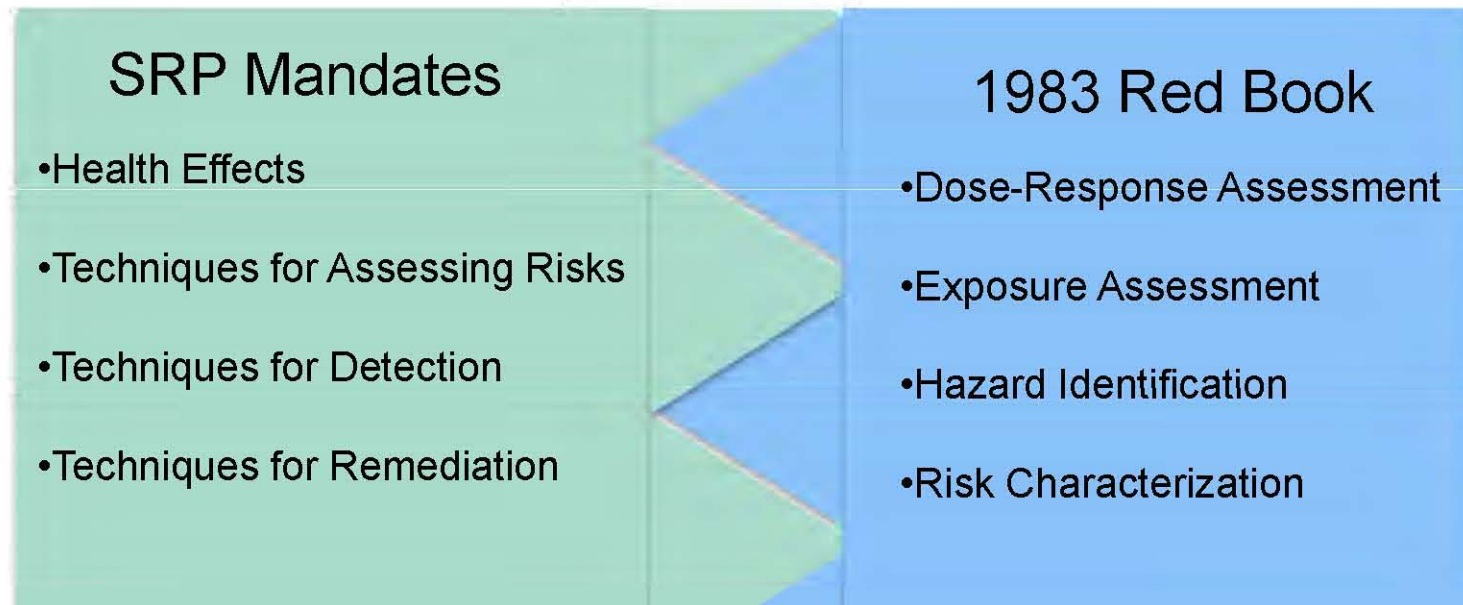 SRP Mandates
•Health Effects
•Techniques for Assessing Risks
•Techniques for Detection
•Techniques for Remediation
1983 Red Book
•Dose-Response Assessment
•Exposure Assessment
•Hazard Identification
•Risk Characterization